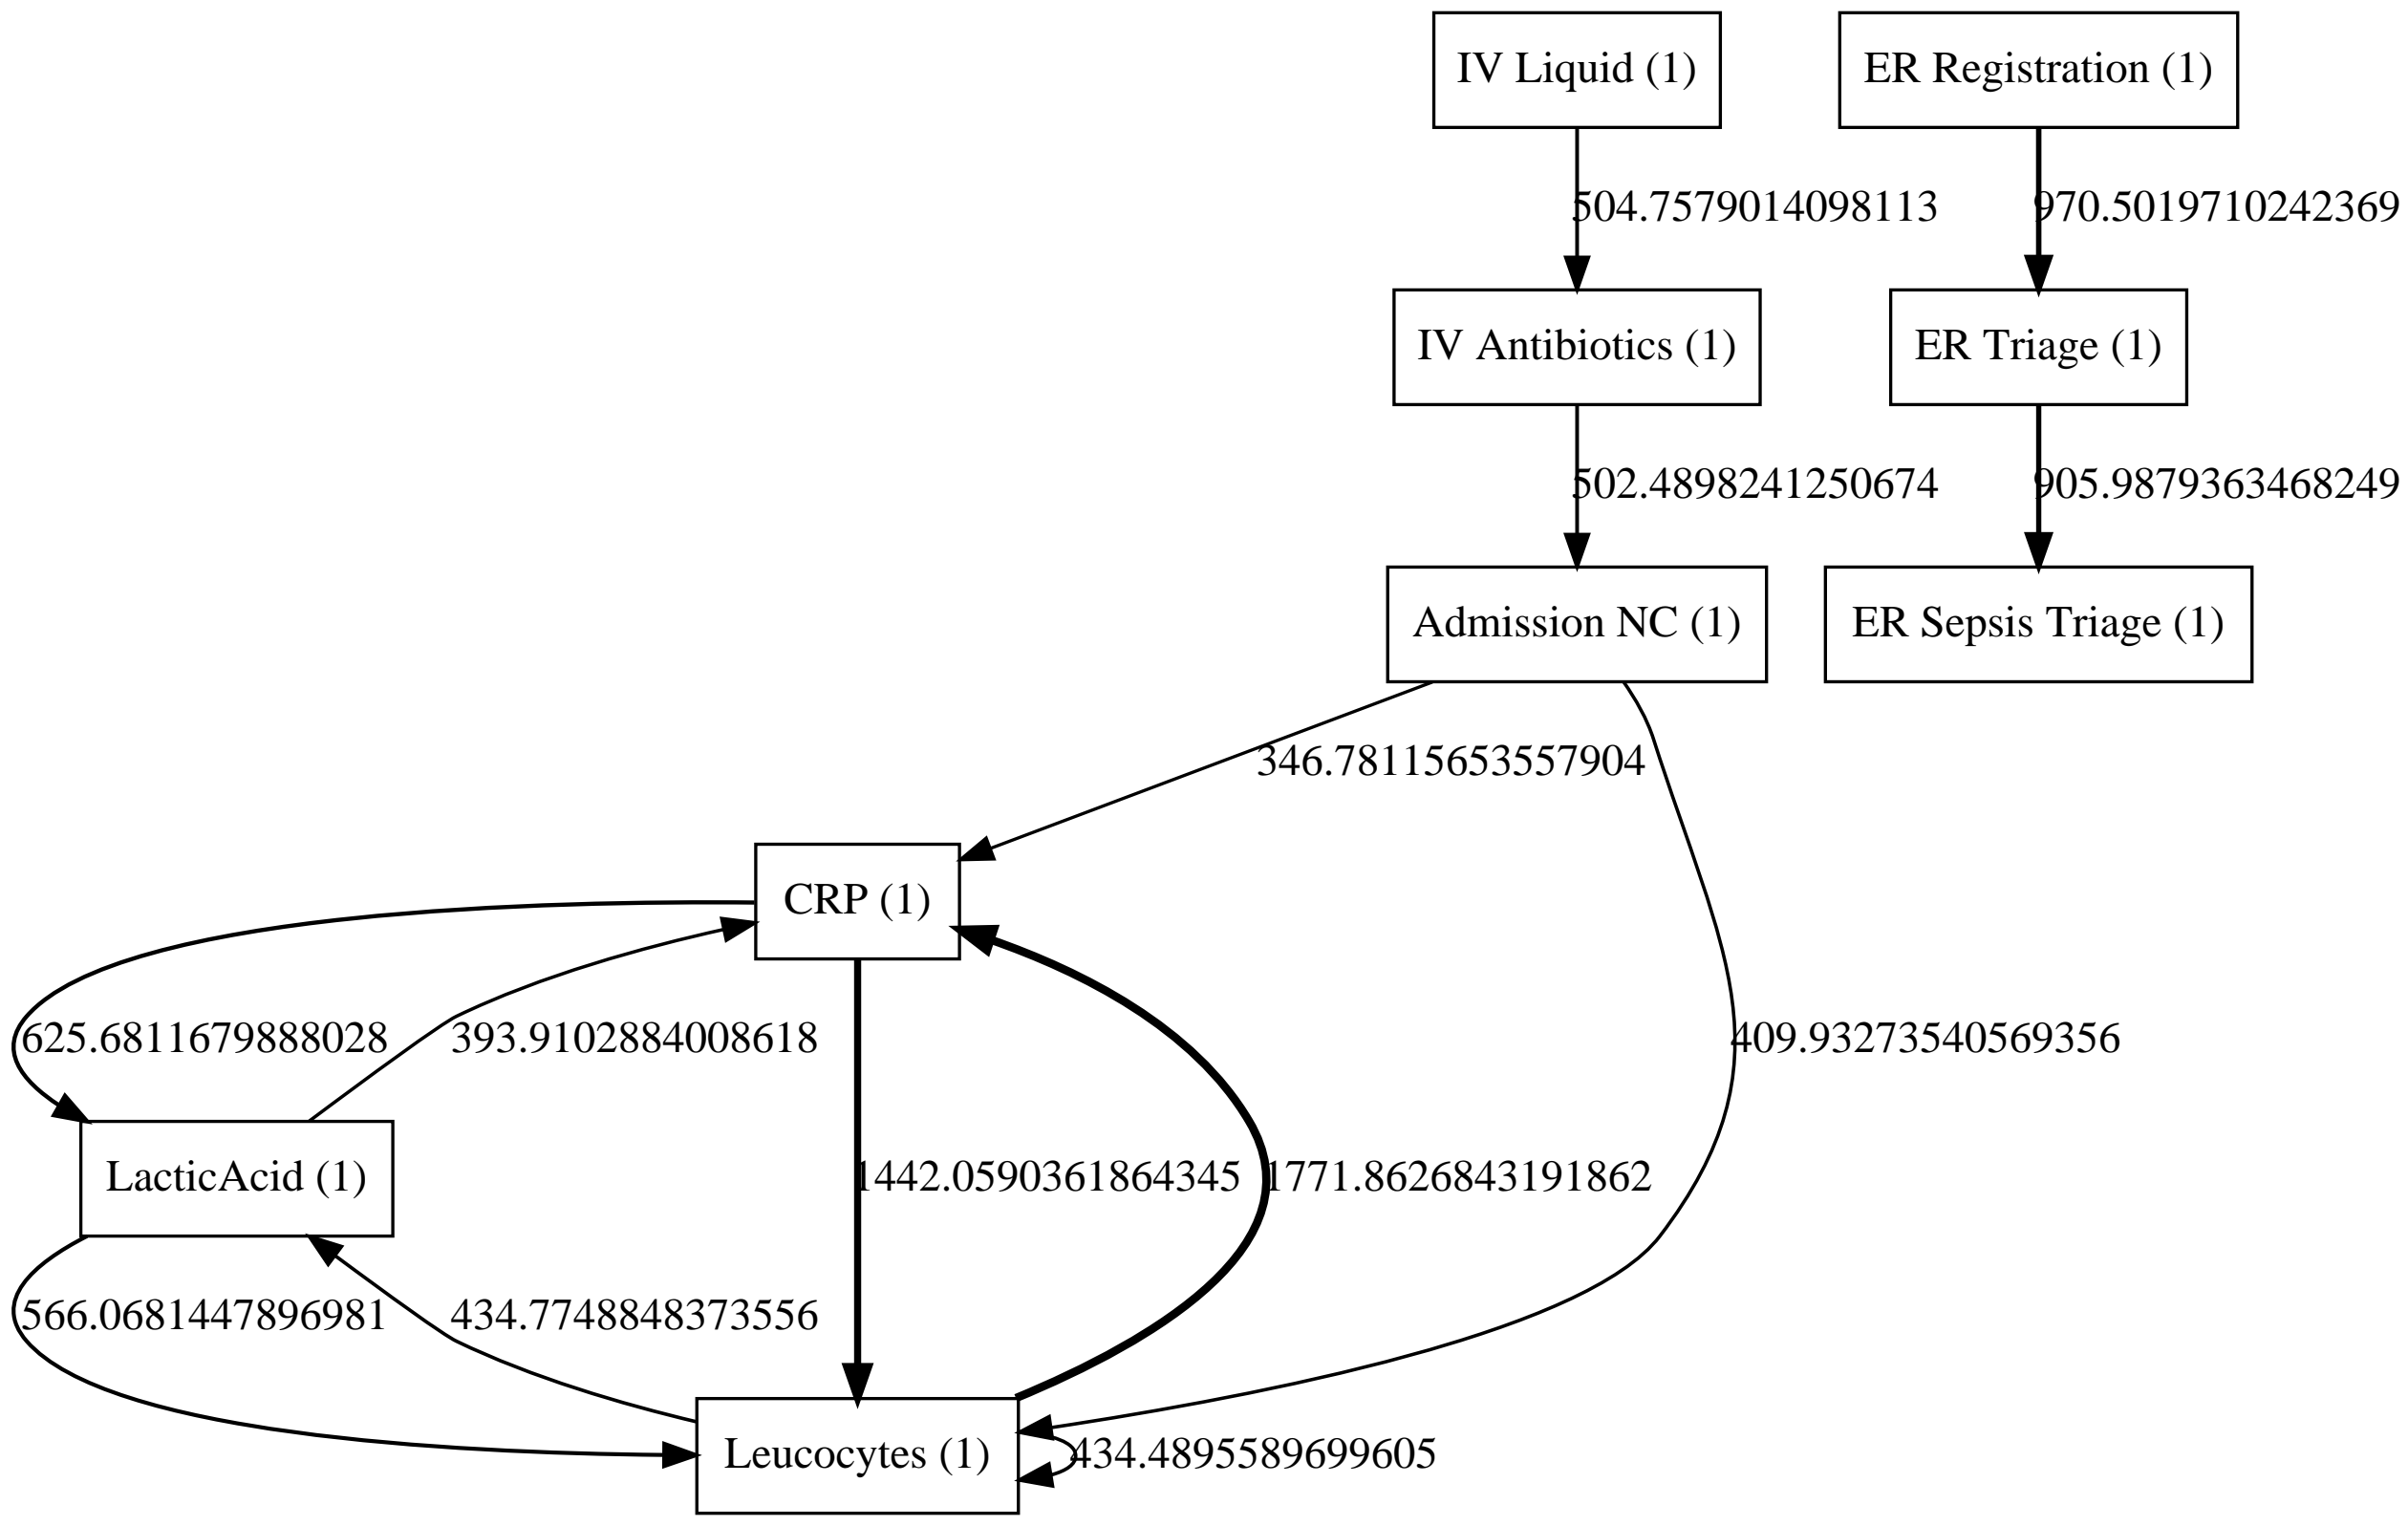 IV Liquid (1)
ER Registration (1)
504.7579014098113
970.5019710242369
IV Antibiotics (1)
ER Triage (1)
502.4898241250674
905.9879363468249
Admission NC (1)
ER Sepsis Triage (1)
346.78115653557904
CRP (1)
625.6811679888028
393.9102884008618
409.93273540569356
LacticAcid (1)
1442.0590361864345
1771.8626843191862
566.0681447896981
434.7748848373556
Leucocytes (1)
434.4895589699605